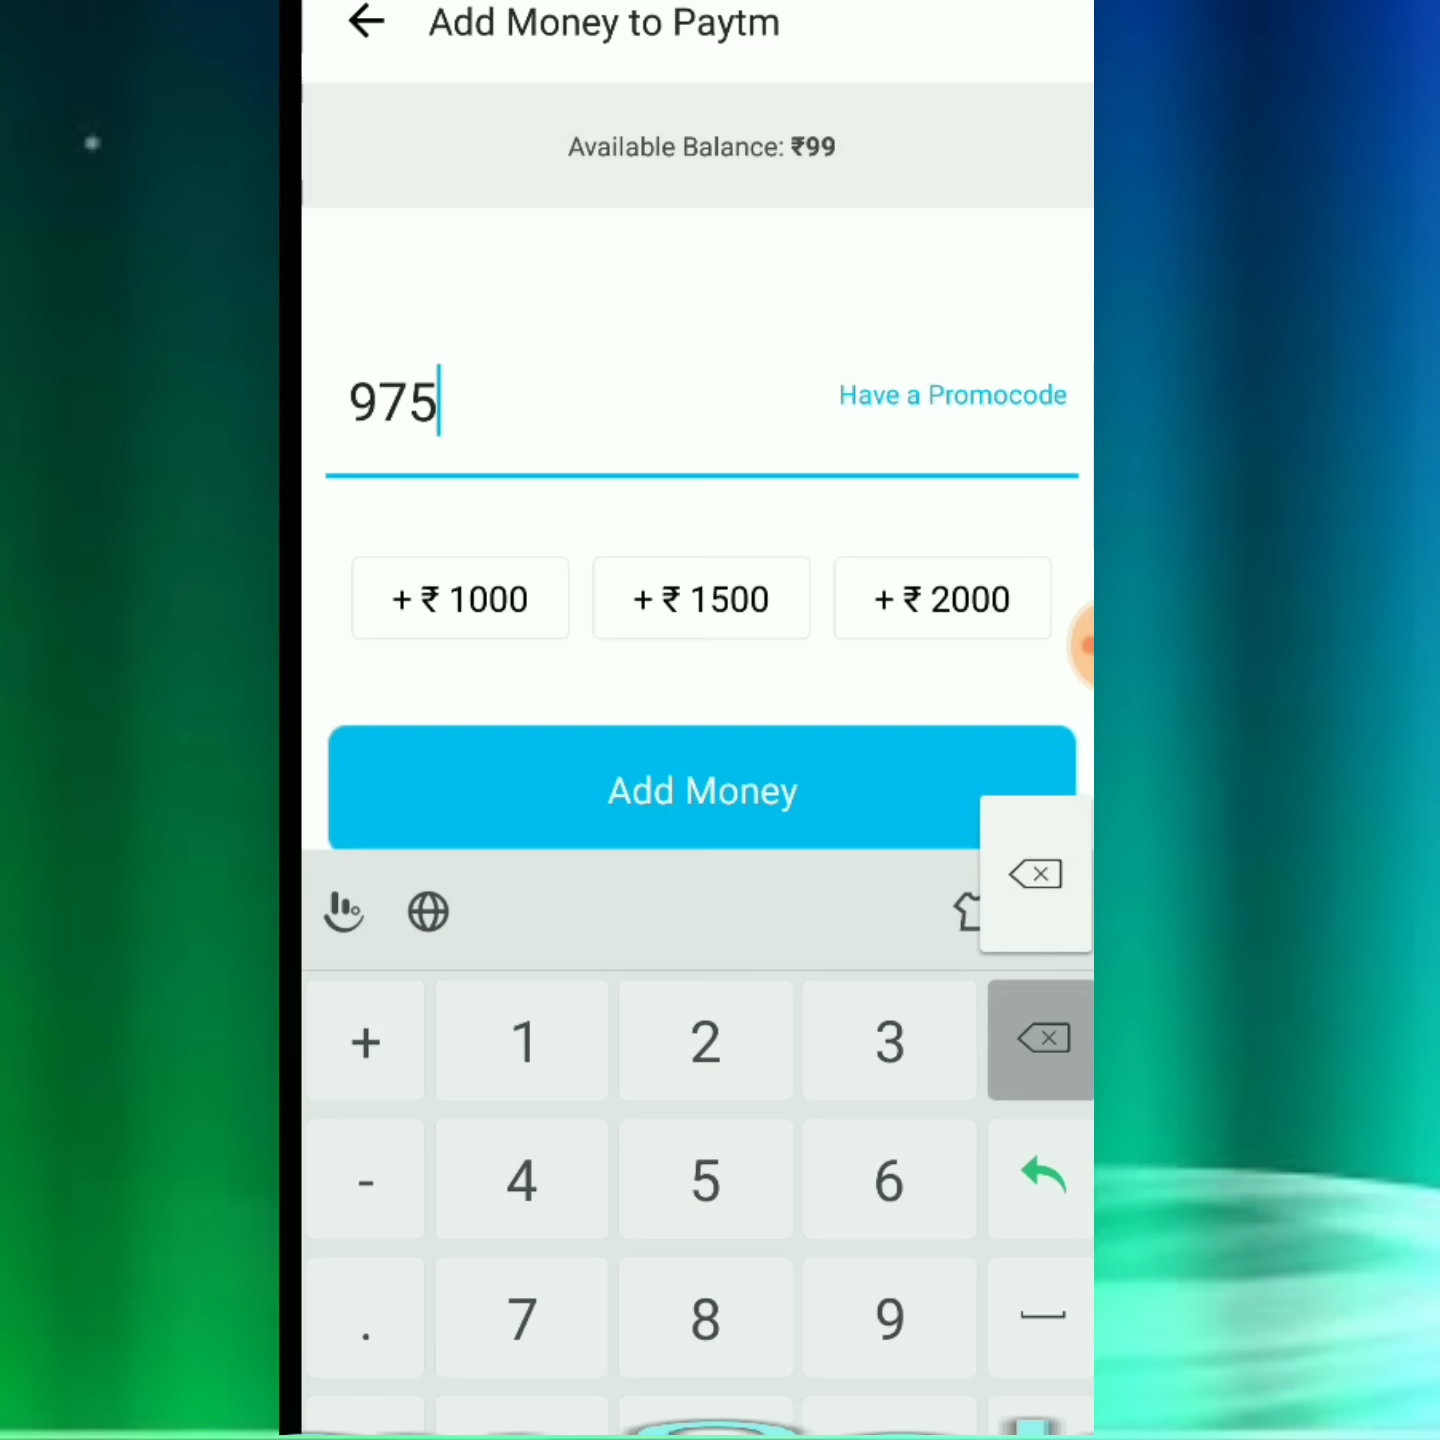 Add Money to Paytm
Available Balance: ₹99
975
Have a Promocode
+ ₹ 1000 + ₹ 1500 + ₹ 2000
Add Money
+ 1 2 3
- 4 5 6
. 7 8 9